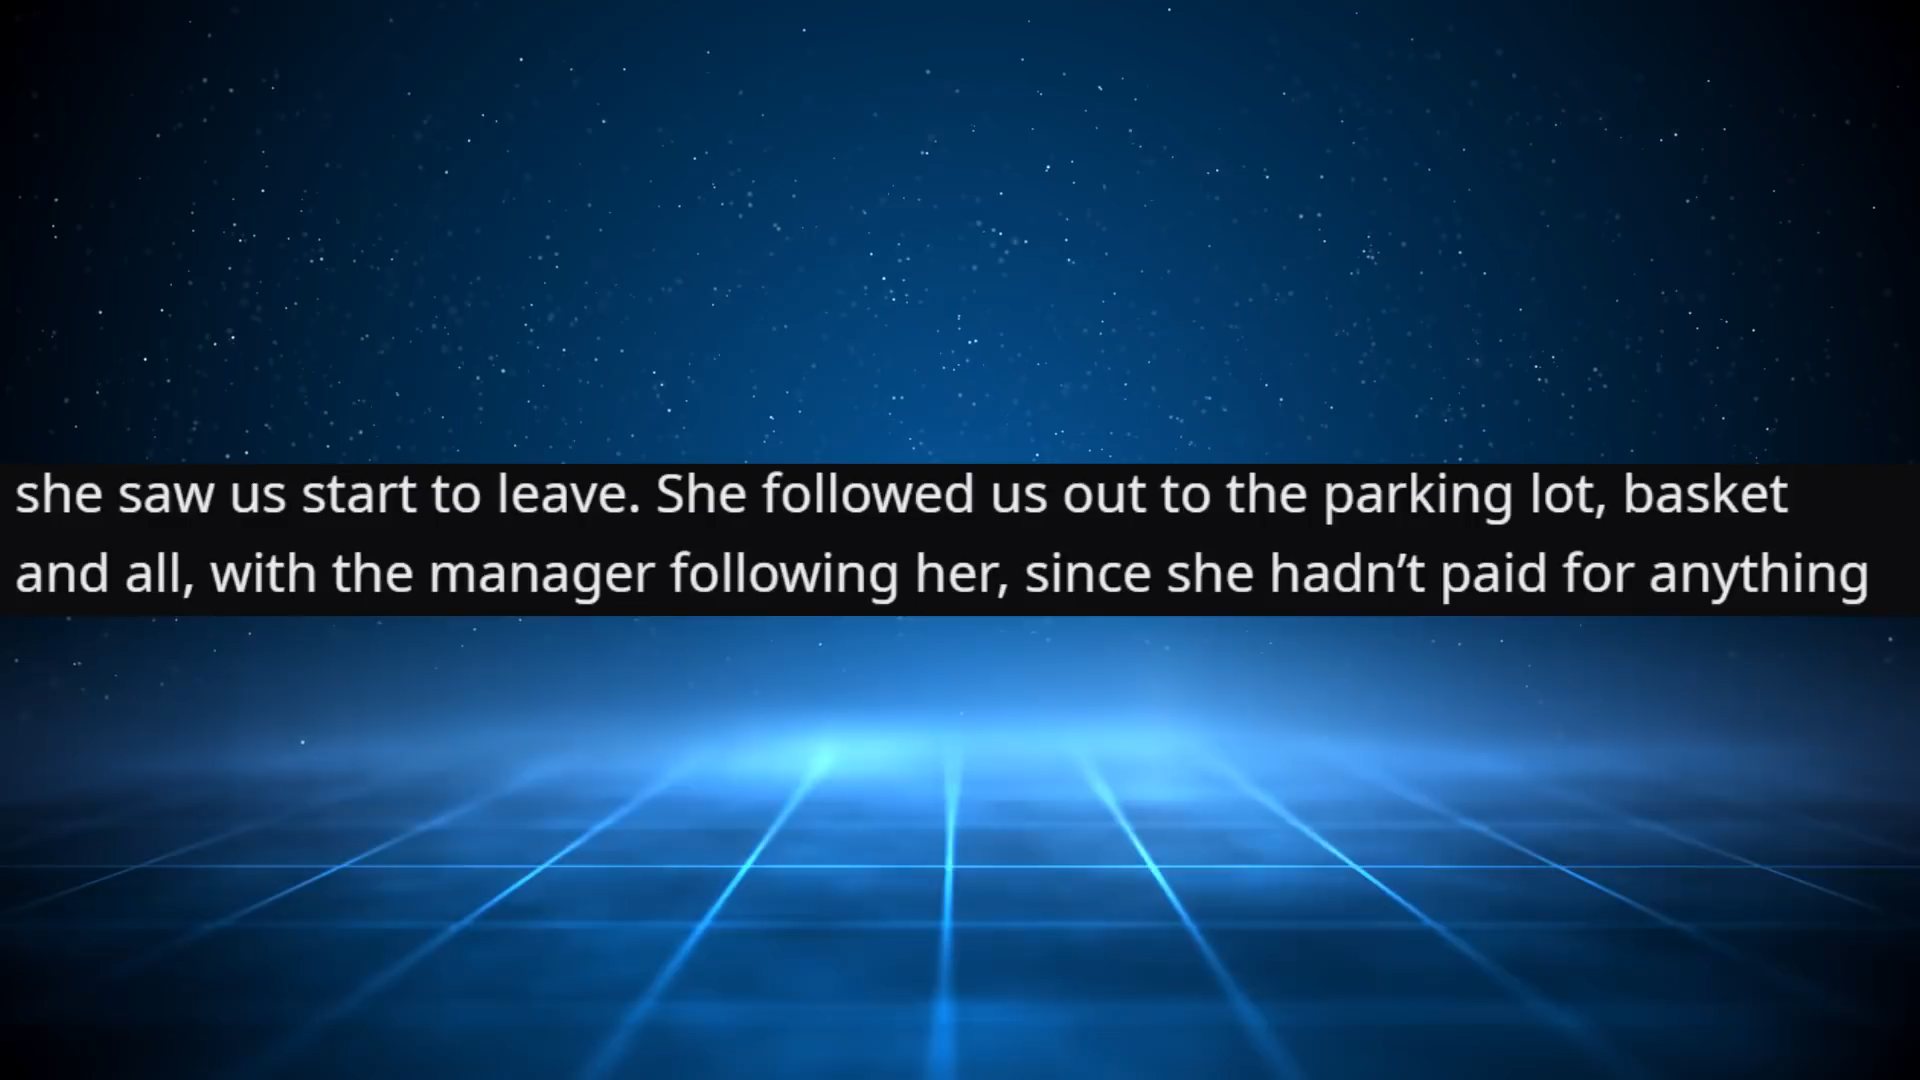 she saw us start to leave. She followed us out to the parking lot, basket
and all, with the manager following her, since she hadn’t paid for anything